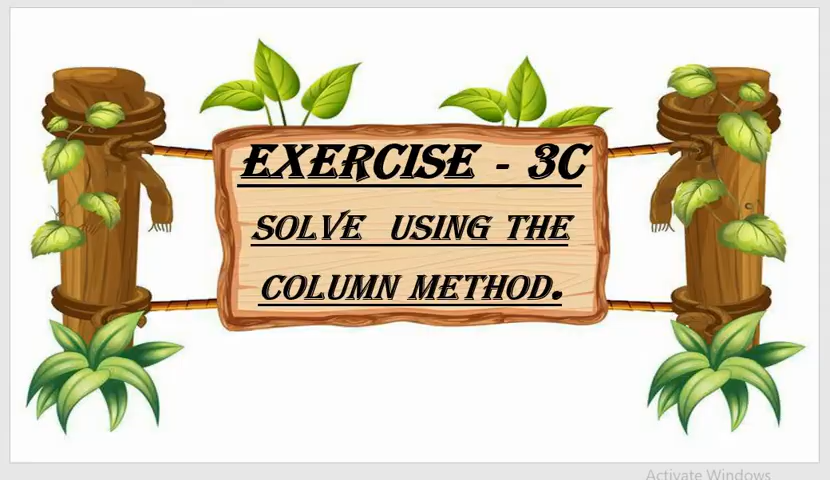 EXERCISE - 3C
SOLVE USING THE
COLUMN METHOD.
Activate Windows